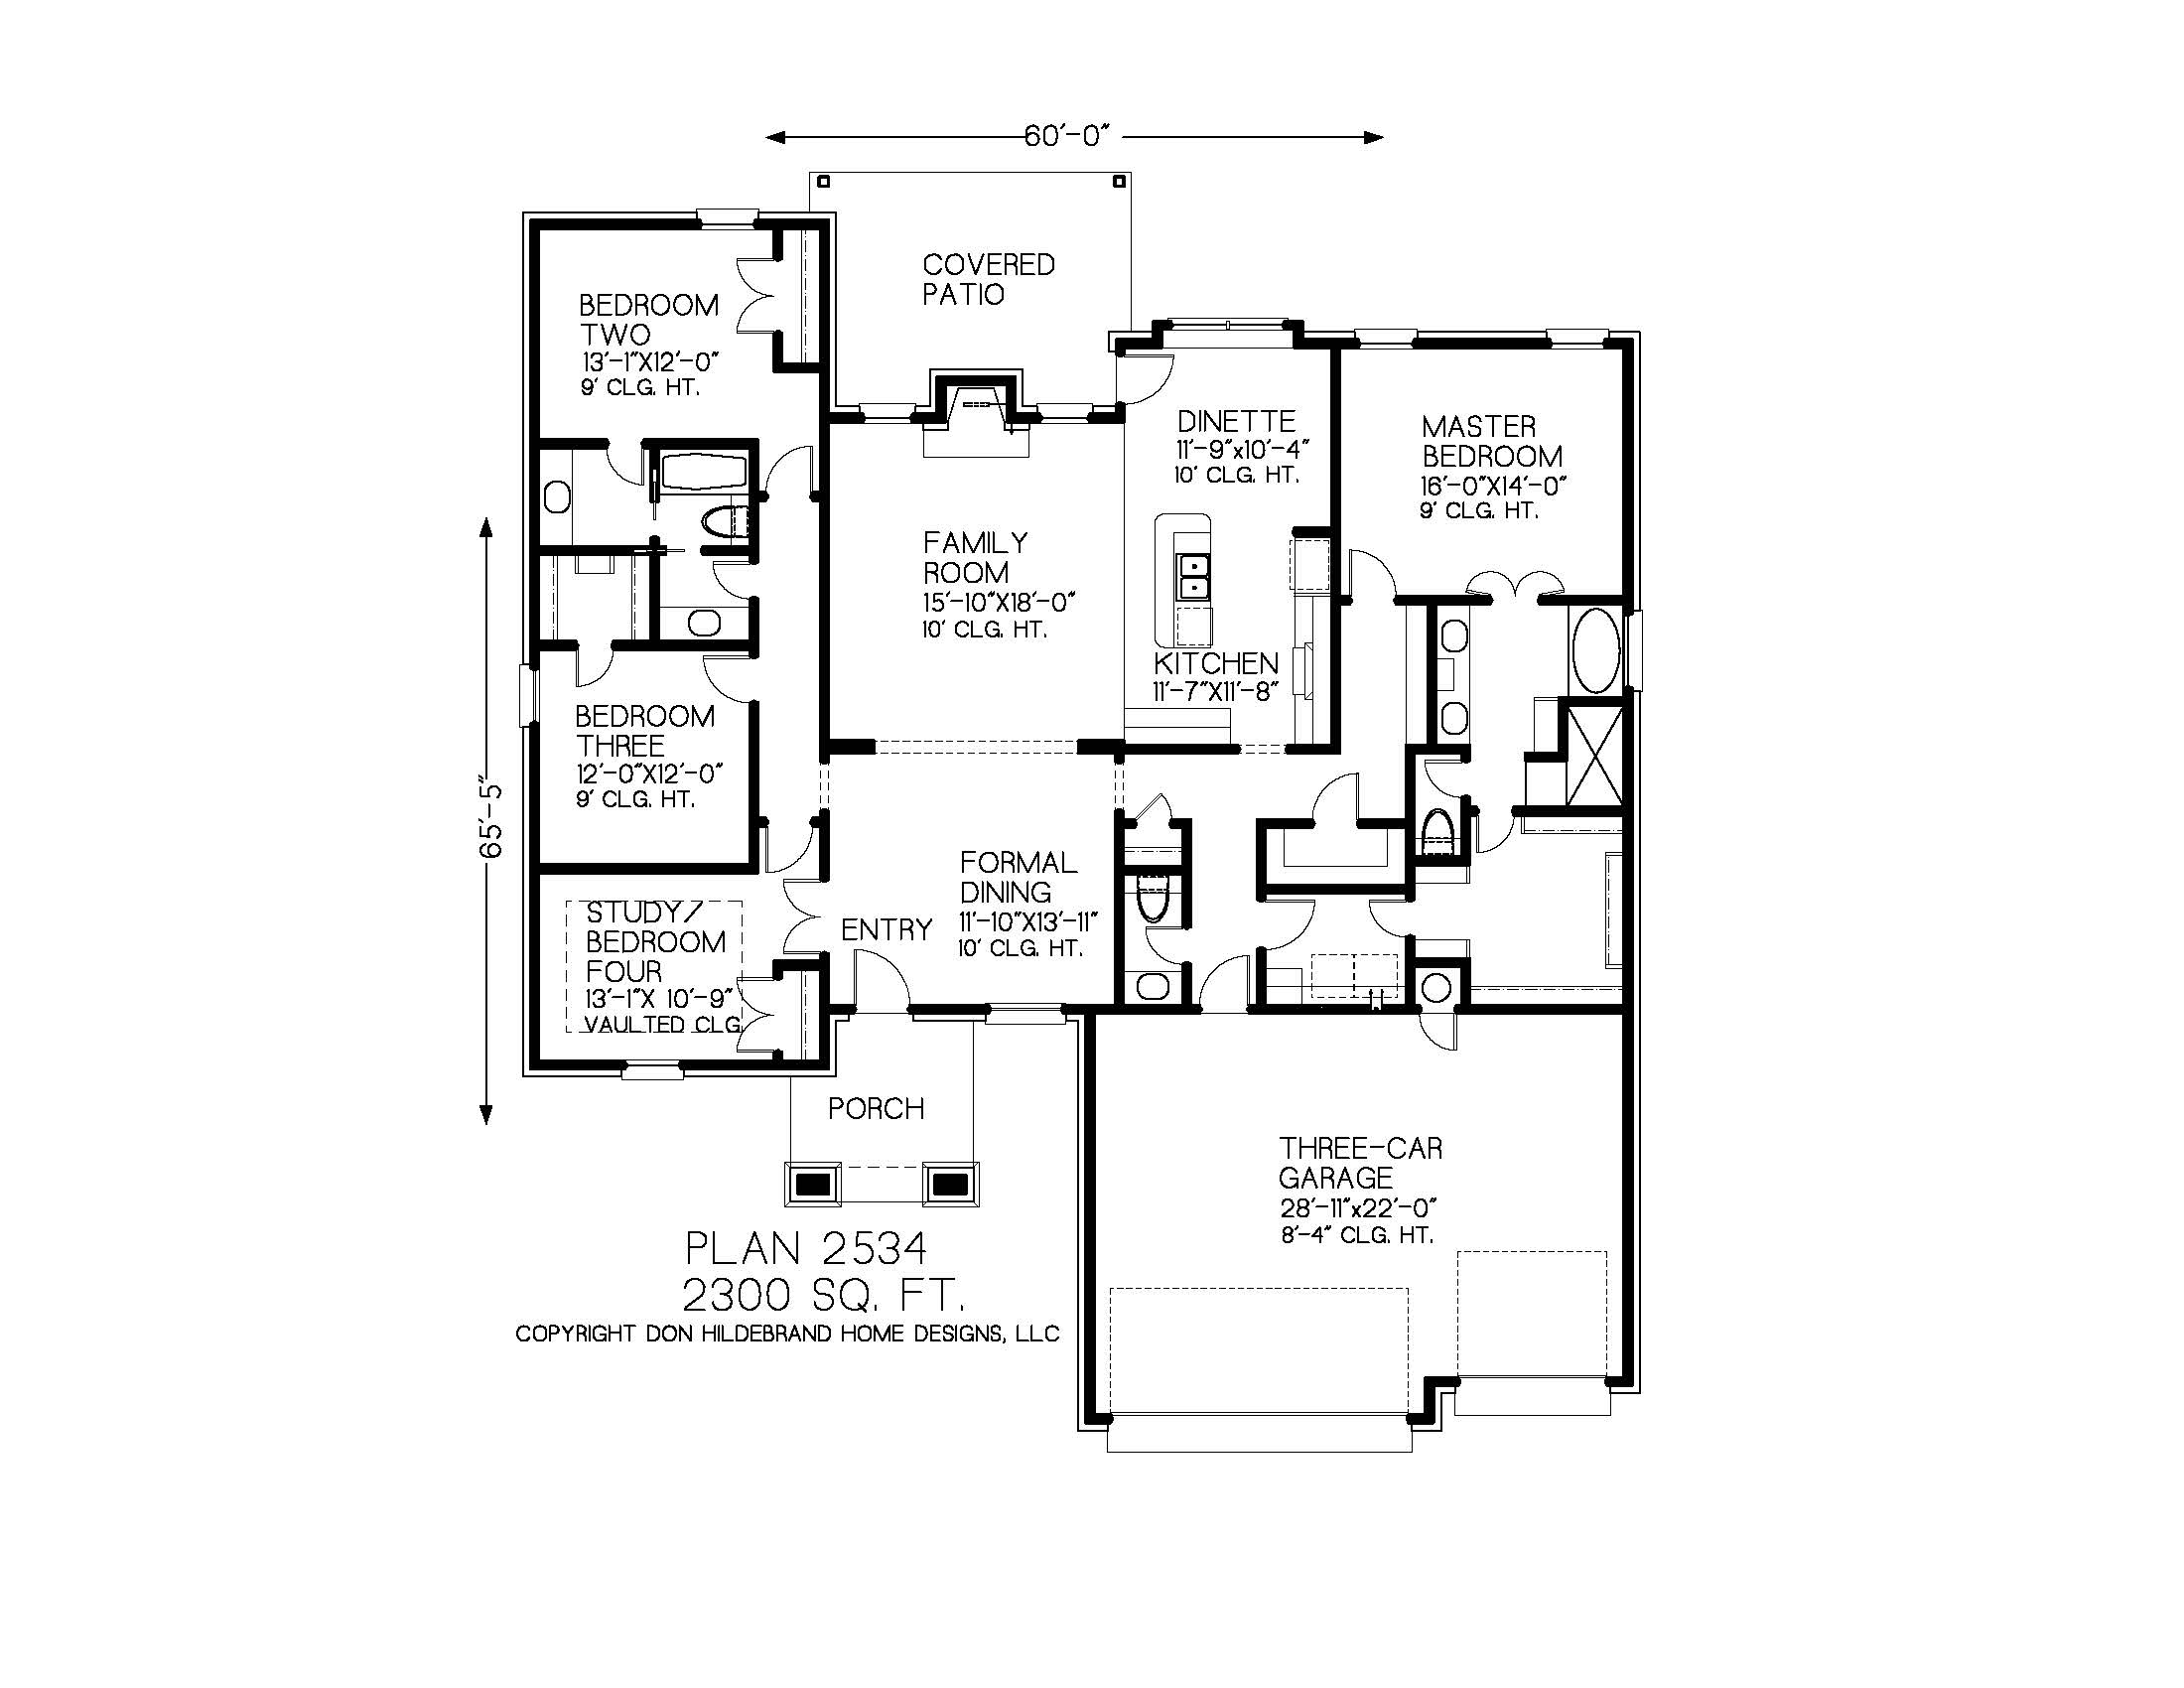 60'-0"
COVERED
PATIO
BEDROOM
TWO
13'-1"X12'-0"
9' CLG. HT.
DINETTE
11'-9"x10'-4"
10' CLG. HT.
MASTER
BEDROOM
16'-0"X14'-0"
9' CLG. HT.
FAMILY
ROOM
15'-10"X18'-0"
10' CLG. HT.
KITCHEN
11'-7"X11'-8"
BEDROOM
THREE
12'-0"X12'-0"
9' CLG. HT.
65'-5"
FORMAL
DINING
11'-10"X13'-11"
10' CLG. HT.
ENTRY
STUDY/
BEDROOM
FOUR
13'-1"X 10'-9"
VAULTED CLG
PORCH
THREE-CAR
GARAGE
28'-11"x22'-0"
8'-4" CLG. HT.
PLAN 2534
2300 SQ. FT.
COPYRIGHT DON HILDEBRAND HOME DESIGNS, LLC